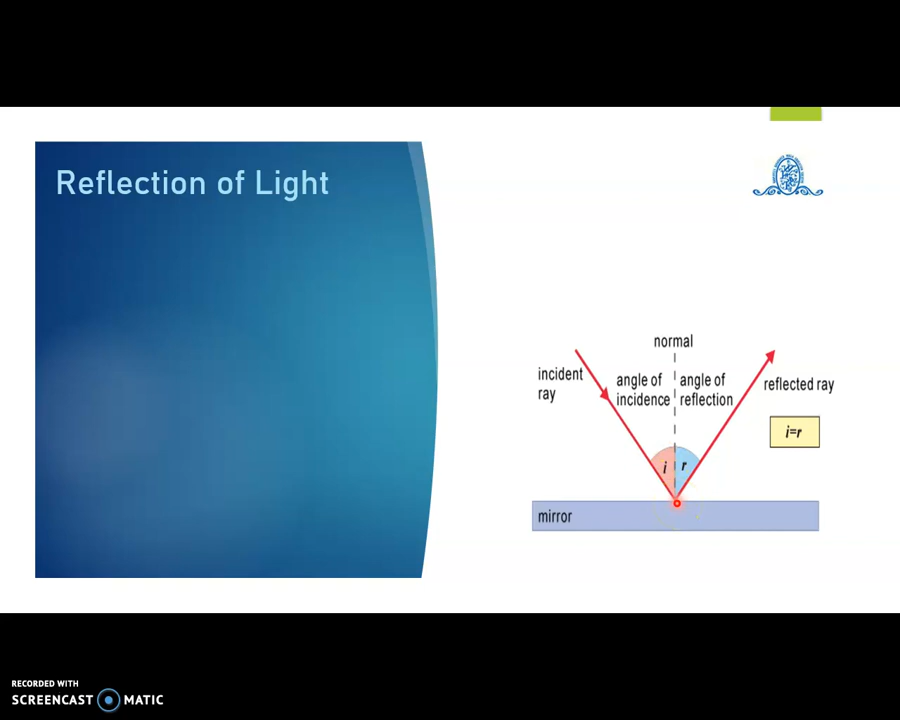 Reflection of Light
normal
incident
ray
angle of
incidence
angle of
reflection
reflected ray
i=r
i
r
mirror
RECORDED WITH
SCREENCAST MATIC